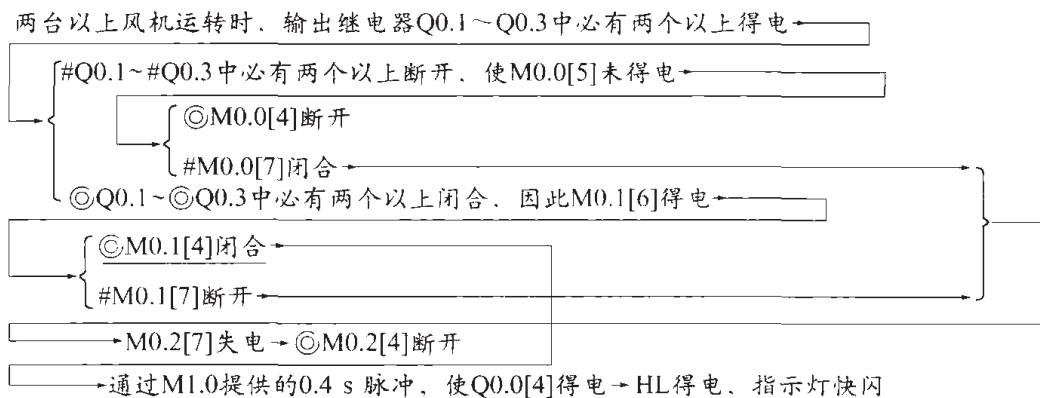 两台以上风机运转时、输出继电器Q0.1～Q0.3中必有两个以上得电
#Q0.1~#Q0.3中必有两个以上断开、使M0.0[5]未得电
◎M0.0[4]断开
#M0.0[7]闭合
◎Q0.1~◎Q0.3中必有两个以上闭合、因此M0.1[6]得电
◎M0.1[4]闭合
#M0.1[7]断开
M0.2[7]失电→◎M0.2[4]断开
通过M1.0提供的0.4 s 脉冲，使Q0.0[4]得电→HL得电、指示灯快闪